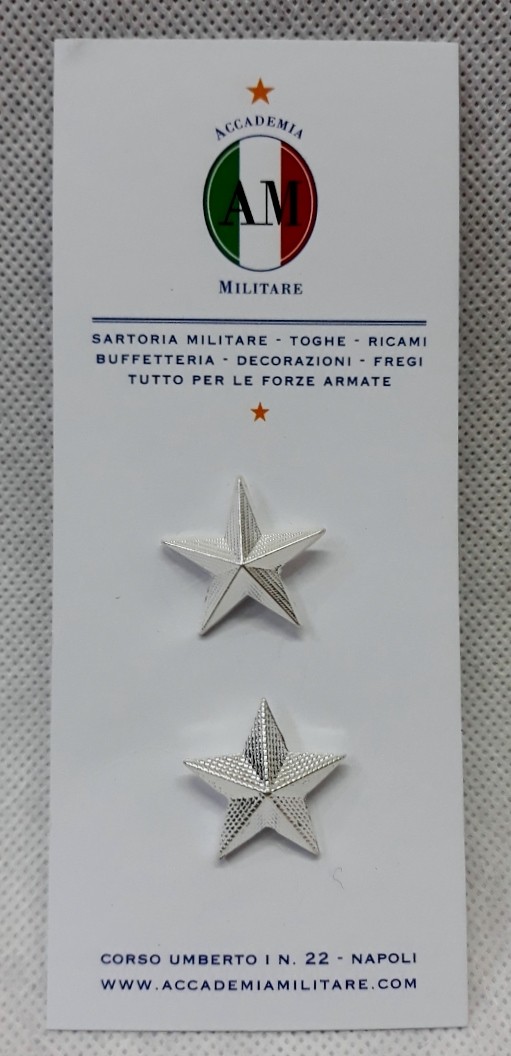 ACCADEMIA
AM
MILITARE
SARTORIA MILITARE - TOGHE - RICAMI
BUFFETTERIA - DECORAZIONI - FREGI
TUTTO PER LE FORZE ARMATE
CORSO UMBERTO I N. 22 - NAPOLI
WWW.ACCADEMIAMILITARE.COM